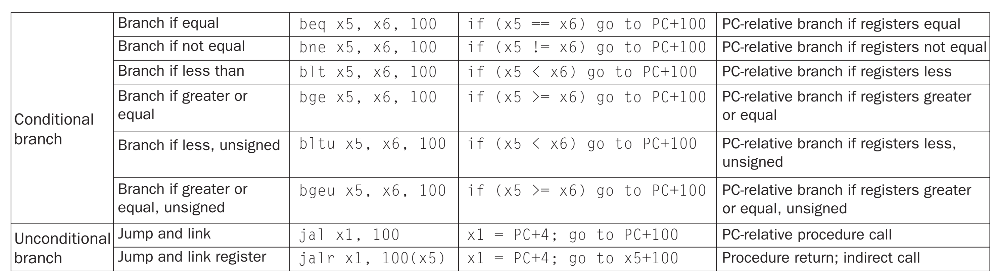 Conditional
branch
Branch if equal
beq x5, x6, 100
if (x5 == x6) go to PC+100
PC-relative branch if registers equal
Branch if not equal
bne x5, x6, 100
if (x5 != x6) go to PC+100
PC-relative branch if registers not equal
Branch if less than
blt x5, x6, 100
if (x5 < x6) go to PC+100
PC-relative branch if registers less
Branch if greater or
equal
bge x5, x6, 100
if (x5 >= x6) go to PC+100
PC-relative branch if registers greater
or equal
Branch if less, unsigned
bltu x5, x6, 100
if (x5 < x6) go to PC+100
PC-relative branch if registers less,
unsigned
Branch if greater or
equal, unsigned
bgeu x5, x6, 100
if (x5 >= x6) go to PC+100
PC-relative branch if registers greater
or equal, unsigned
Unconditional
branch
Jump and link
jal x1, 100
x1 = PC+4; go to PC+100
PC-relative procedure call
Jump and link register
jalr x1, 100(x5)
x1 = PC+4; go to x5+100
Procedure return; indirect call